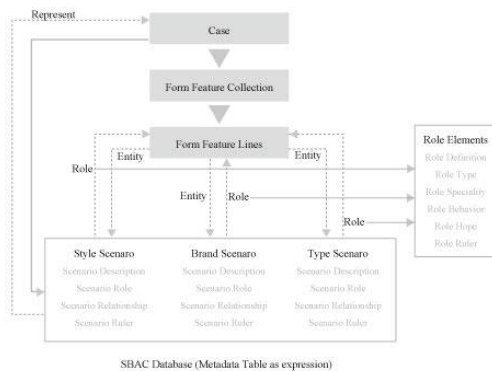 Represent
Case
Form Feature Collection
Form Feature Lines
Entity
Entity
Role
Entity
Role
Role
Role Elements
Role Definition
Role Type
Role Speciality
Role Behavior
Role Hope
Role Ruler
Style Scenaro
Scenario Description
Scenario Role
Scenario Relationship
Scenario Ruler
Brand Scenaro
Scenario Description
Scenario Role
Scenario Relationship
Scenario Ruler
Type Scenaro
Scenario Description
Scenario Role
Scenario Relationship
Scenario Ruler
SBAC Database (Metadata Table as expression)